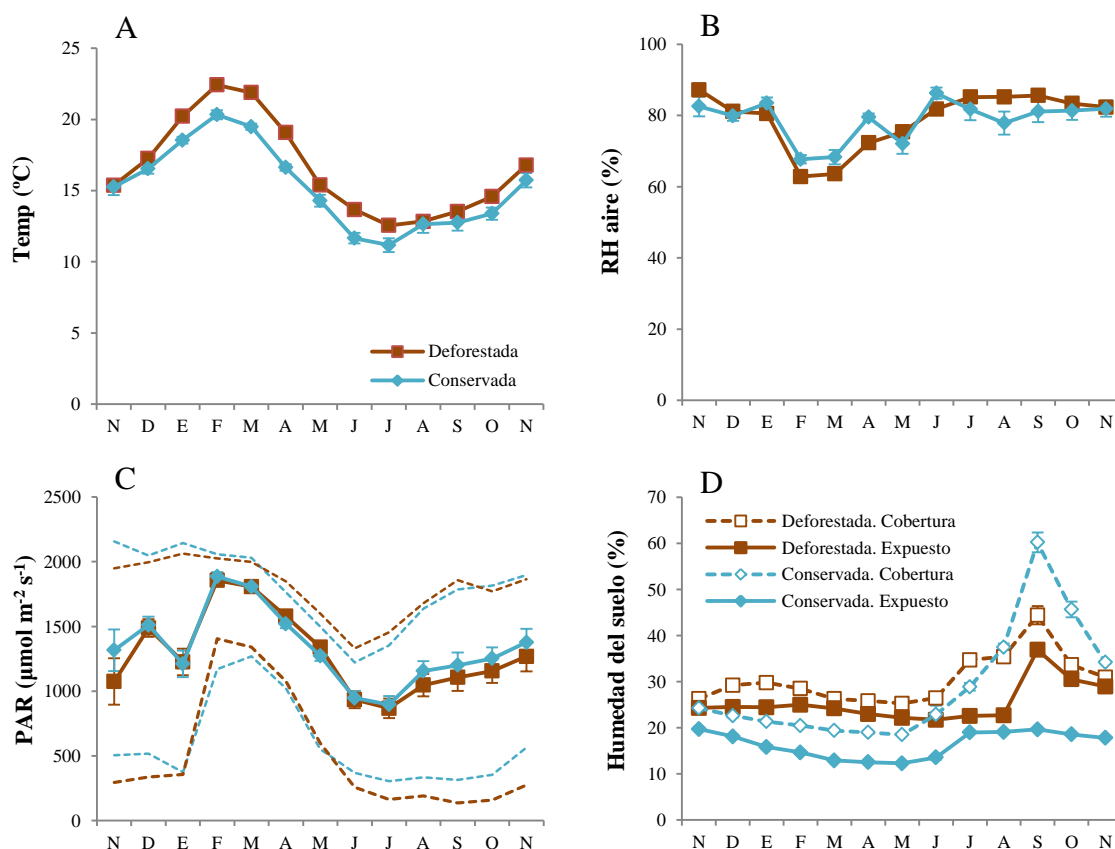 A
Temp (ºC)
25
20
15
10
5
0
N D E F M A M J J A S O N
Deforestada
Conservada
B
RH aire (%)
100
80
60
40
20
0
N D E F M A M J J A S O N
C
PAR (µmol m-2 s-1)
2500
2000
1500
1000
500
0
N D E F M A M J J A S O N
D
Humedad del suelo (%)
70
60
50
40
30
20
10
0
N D E F M A M J J A S O N
Deforestada. Cobertura
Deforestada. Expuesto
Conservada. Cobertura
Conservada. Expuesto